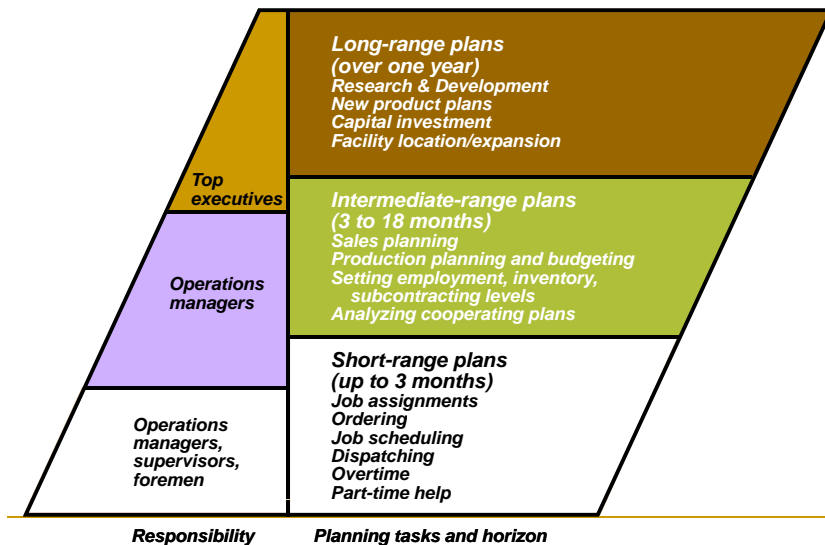 Top
executives
Long-range plans
(over one year)
Research & Development
New product plans
Capital investment
Facility location/expansion
Operations
managers
Intermediate-range plans
(3 to 18 months)
Sales planning
Production planning and budgeting
Setting employment, inventory,
subcontracting levels
Analyzing cooperating plans
Operations
managers,
supervisors,
foremen
Short-range plans
(up to 3 months)
Job assignments
Ordering
Job scheduling
Dispatching
Overtime
Part-time help
Responsibility
Planning tasks and horizon